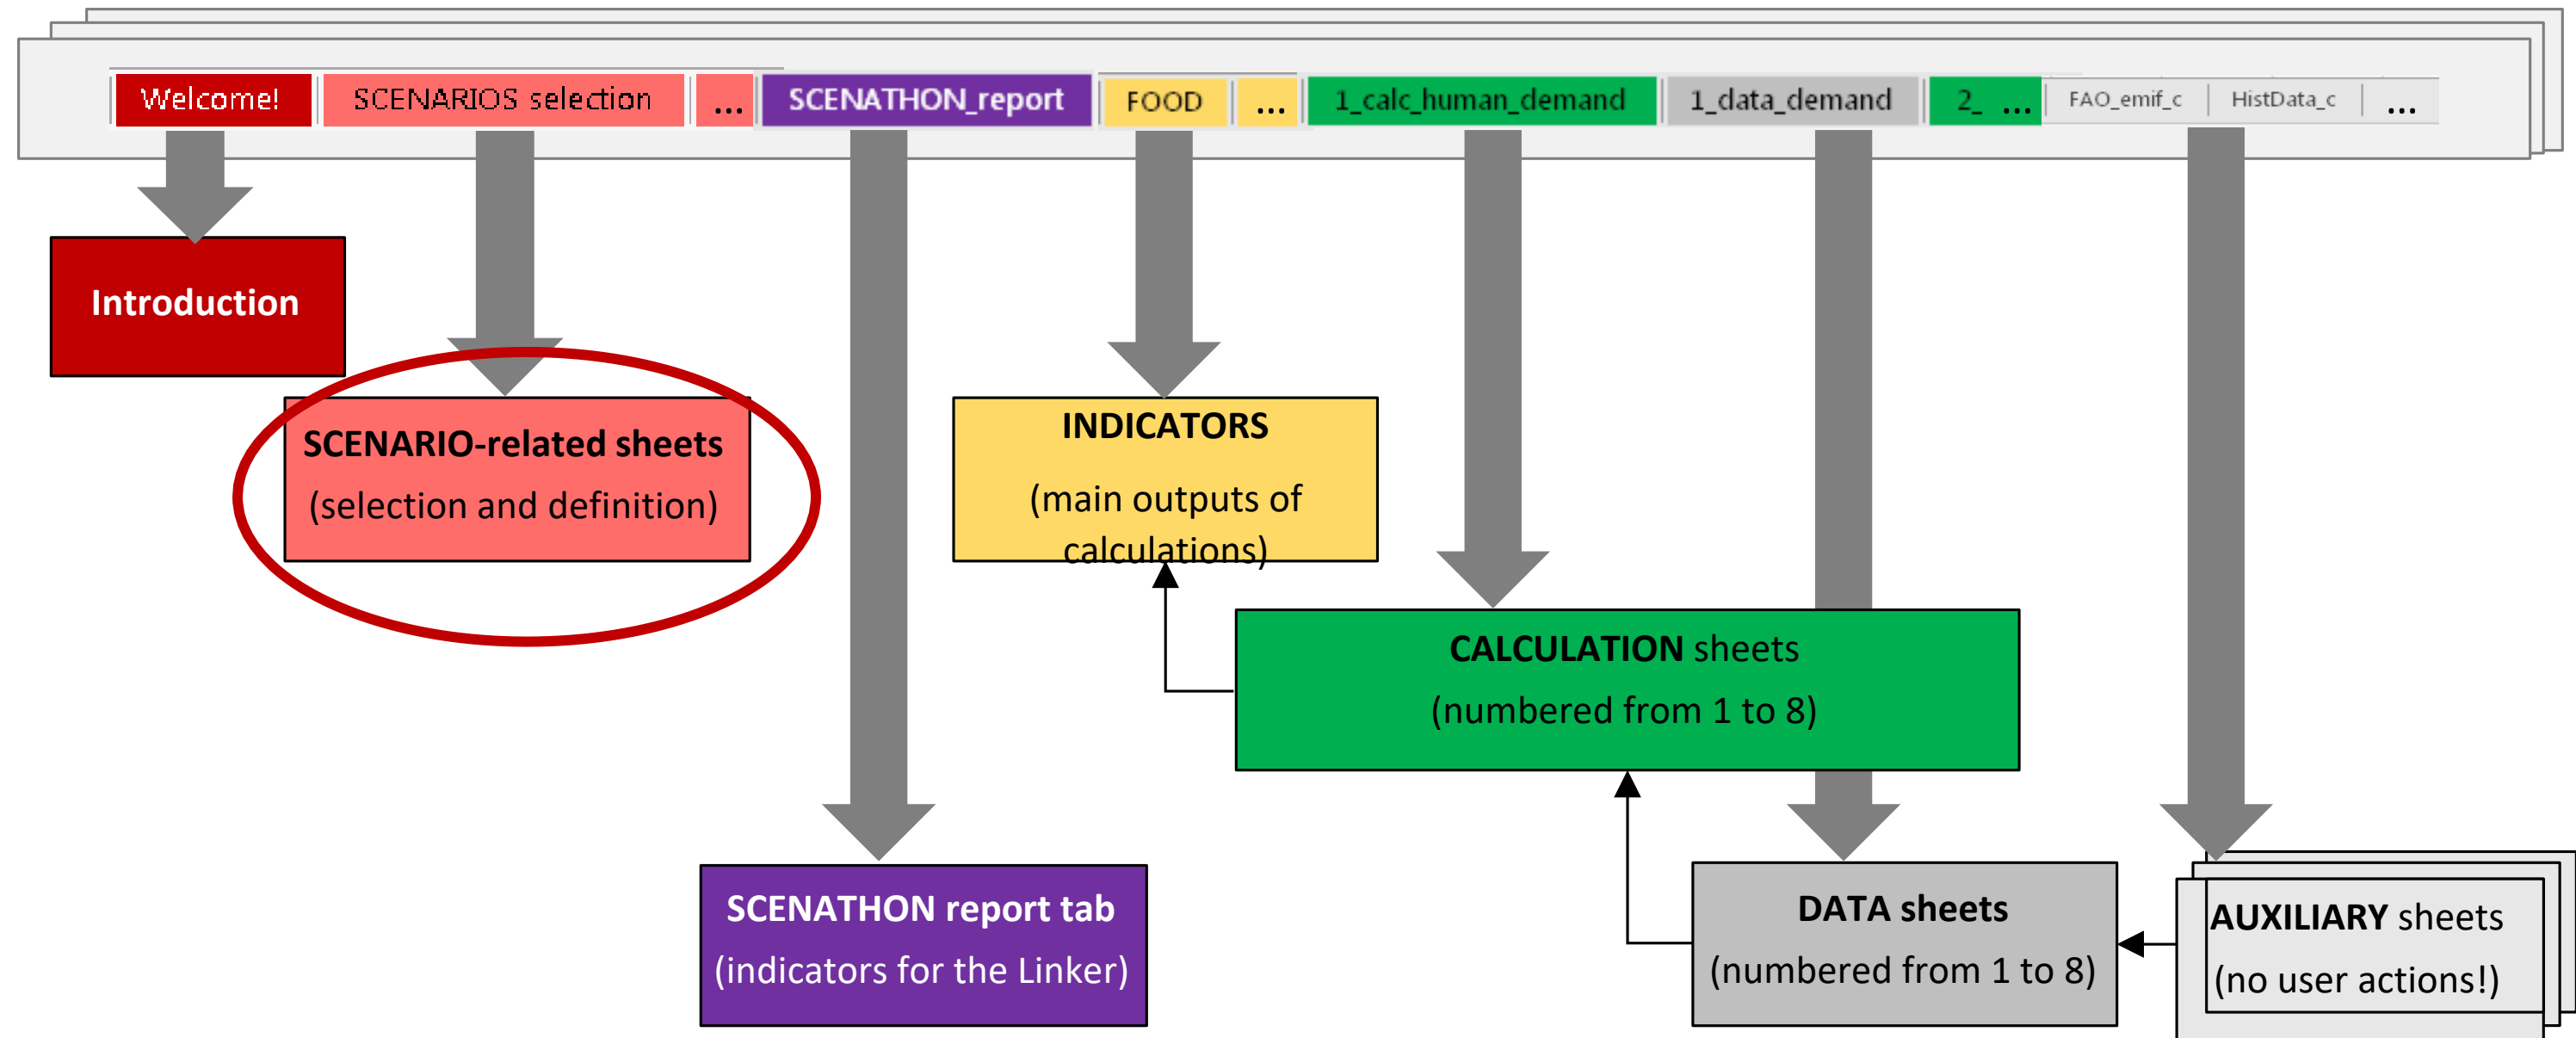 Welcome! SCENARIOS selection ... SCENATHON_report FOOD ... 1_calc_human_demand 1_data_demand 2_ ... FAO_emif_c HistData_c ...
Introduction
SCENARIO-related sheets
(selection and definition)
INDICATORS
(main outputs of
calculations)
CALCULATION sheets
(numbered from 1 to 8)
SCENATHON report tab
(indicators for the Linker)
DATA sheets
(numbered from 1 to 8)
AUXILIARY sheets
(no user actions!)